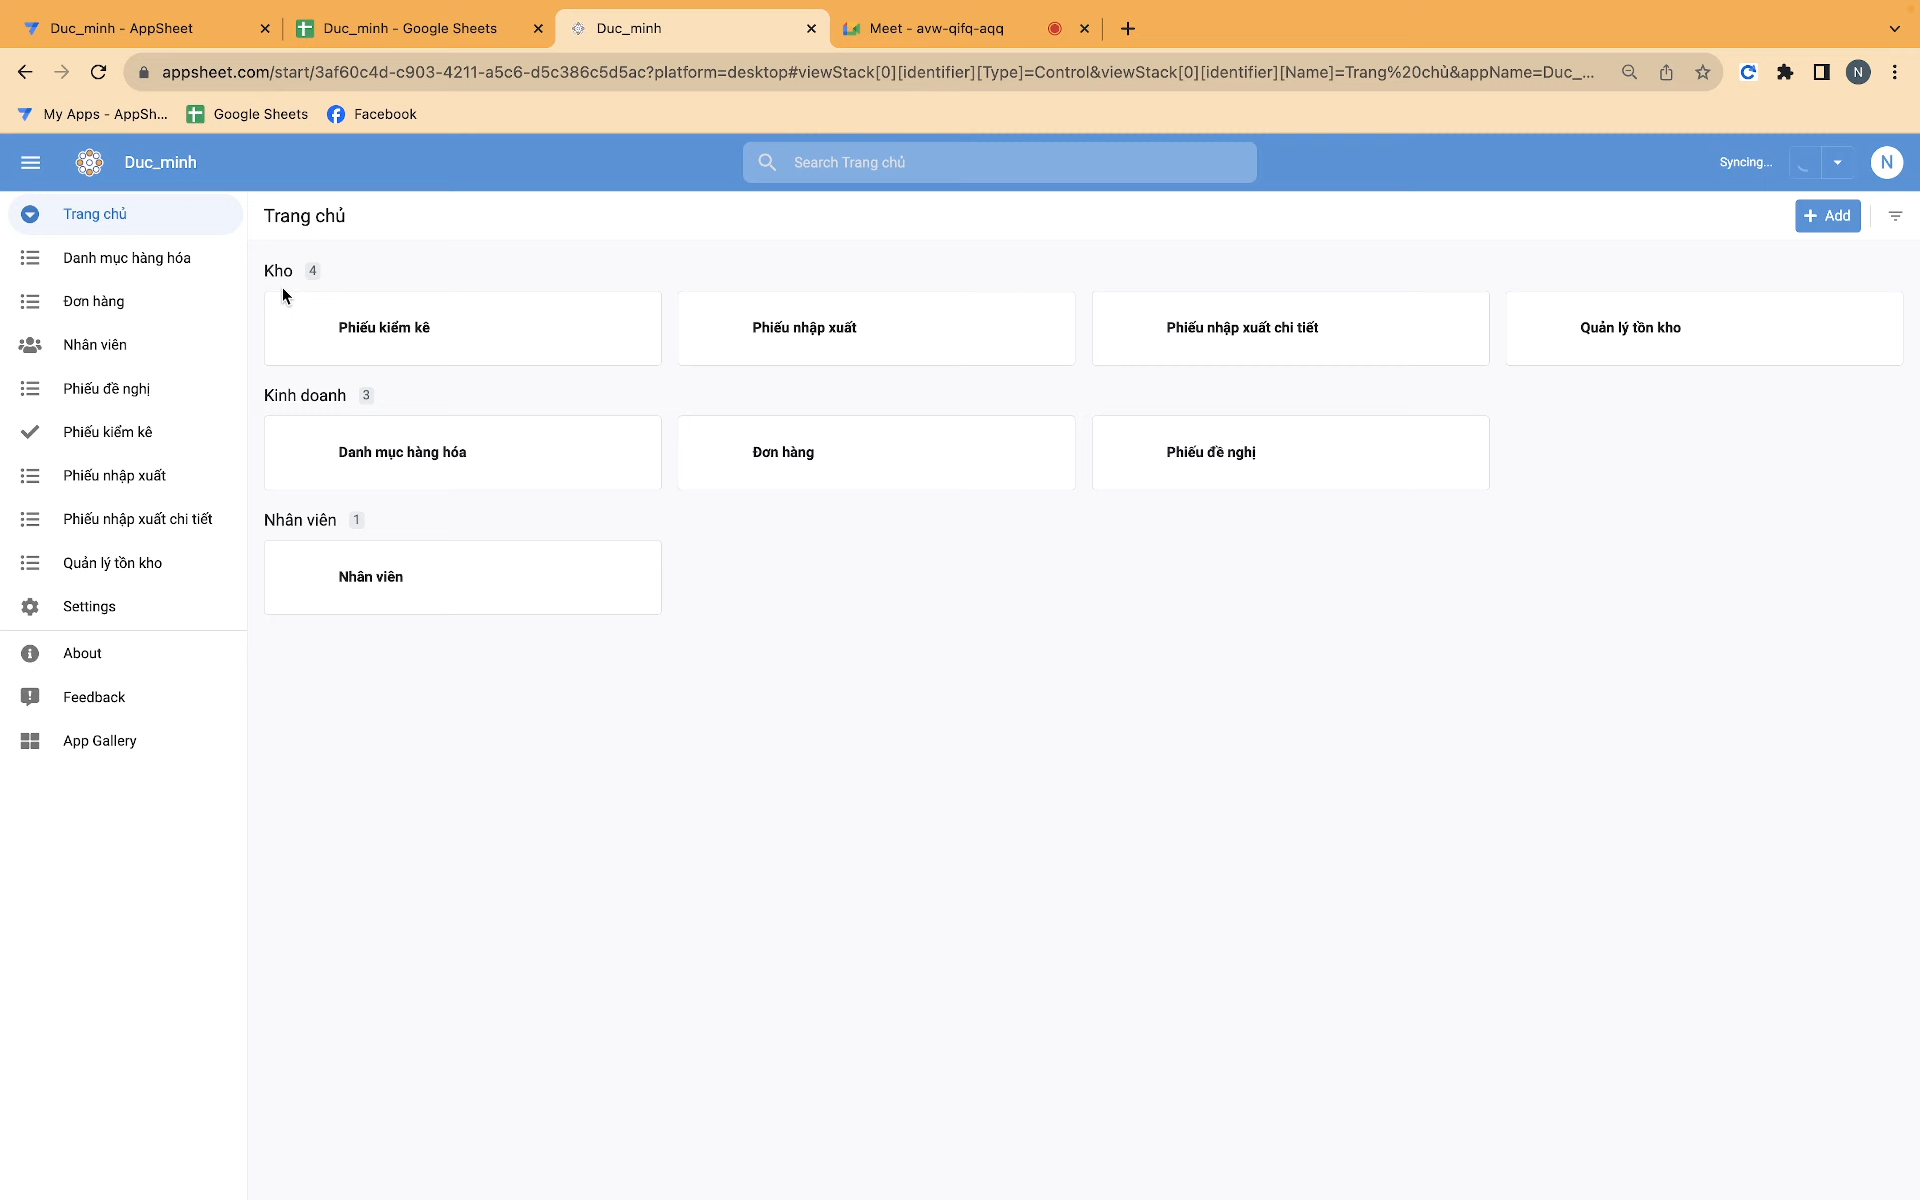 Duc_minh - AppSheet
Duc_minh - Google Sheets
Duc_minh
Meet - avw-qifq-aqq
appsheet.com/start/3af60c4d-c903-4211-a5c6-d5c386c5d5ac?platform=desktop#viewStack[0][identifier][Type]=Control&viewStack[0][identifier][Name]=Trang%20chủ&appName=Duc_...
N
My Apps - AppSh...
Google Sheets
Facebook
Duc_minh
Search Trang chủ
Syncing...
N
Trang chủ
Danh mục hàng hóa
Đơn hàng
Nhân viên
Phiếu đề nghị
Phiếu kiểm kê
Phiếu nhập xuất
Phiếu nhập xuất chi tiết
Quản lý tồn kho
Settings
About
Feedback
App Gallery
Trang chủ
Add
Kho 4
Phiếu kiểm kê
Phiếu nhập xuất
Phiếu nhập xuất chi tiết
Quản lý tồn kho
Kinh doanh 3
Danh mục hàng hóa
Đơn hàng
Phiếu đề nghị
Nhân viên 1
Nhân viên